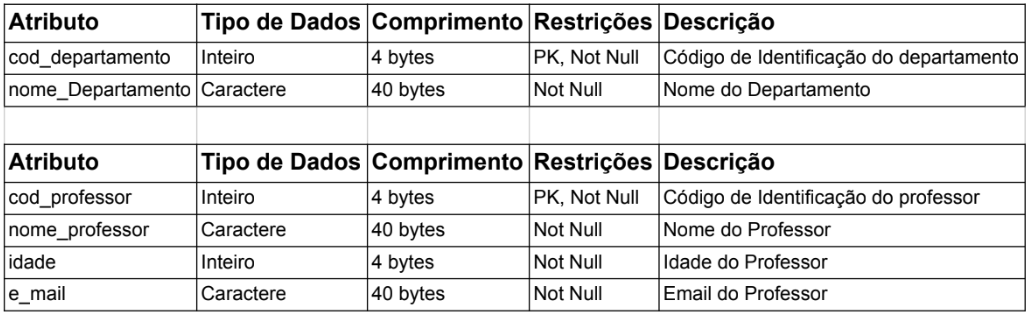 Atributo Tipo de Dados Comprimento Restrições Descrição
cod_departamento Inteiro 4 bytes PK, Not Null Código de Identificação do departamento
nome_Departamento Caractere 40 bytes Not Null Nome do Departamento
Atributo Tipo de Dados Comprimento Restrições Descrição
cod_professor Inteiro 4 bytes PK, Not Null Código de Identificação do professor
nome_professor Caractere 40 bytes Not Null Nome do Professor
idade Inteiro 4 bytes Not Null Idade do Professor
e_mail Caractere 40 bytes Not Null Email do Professor